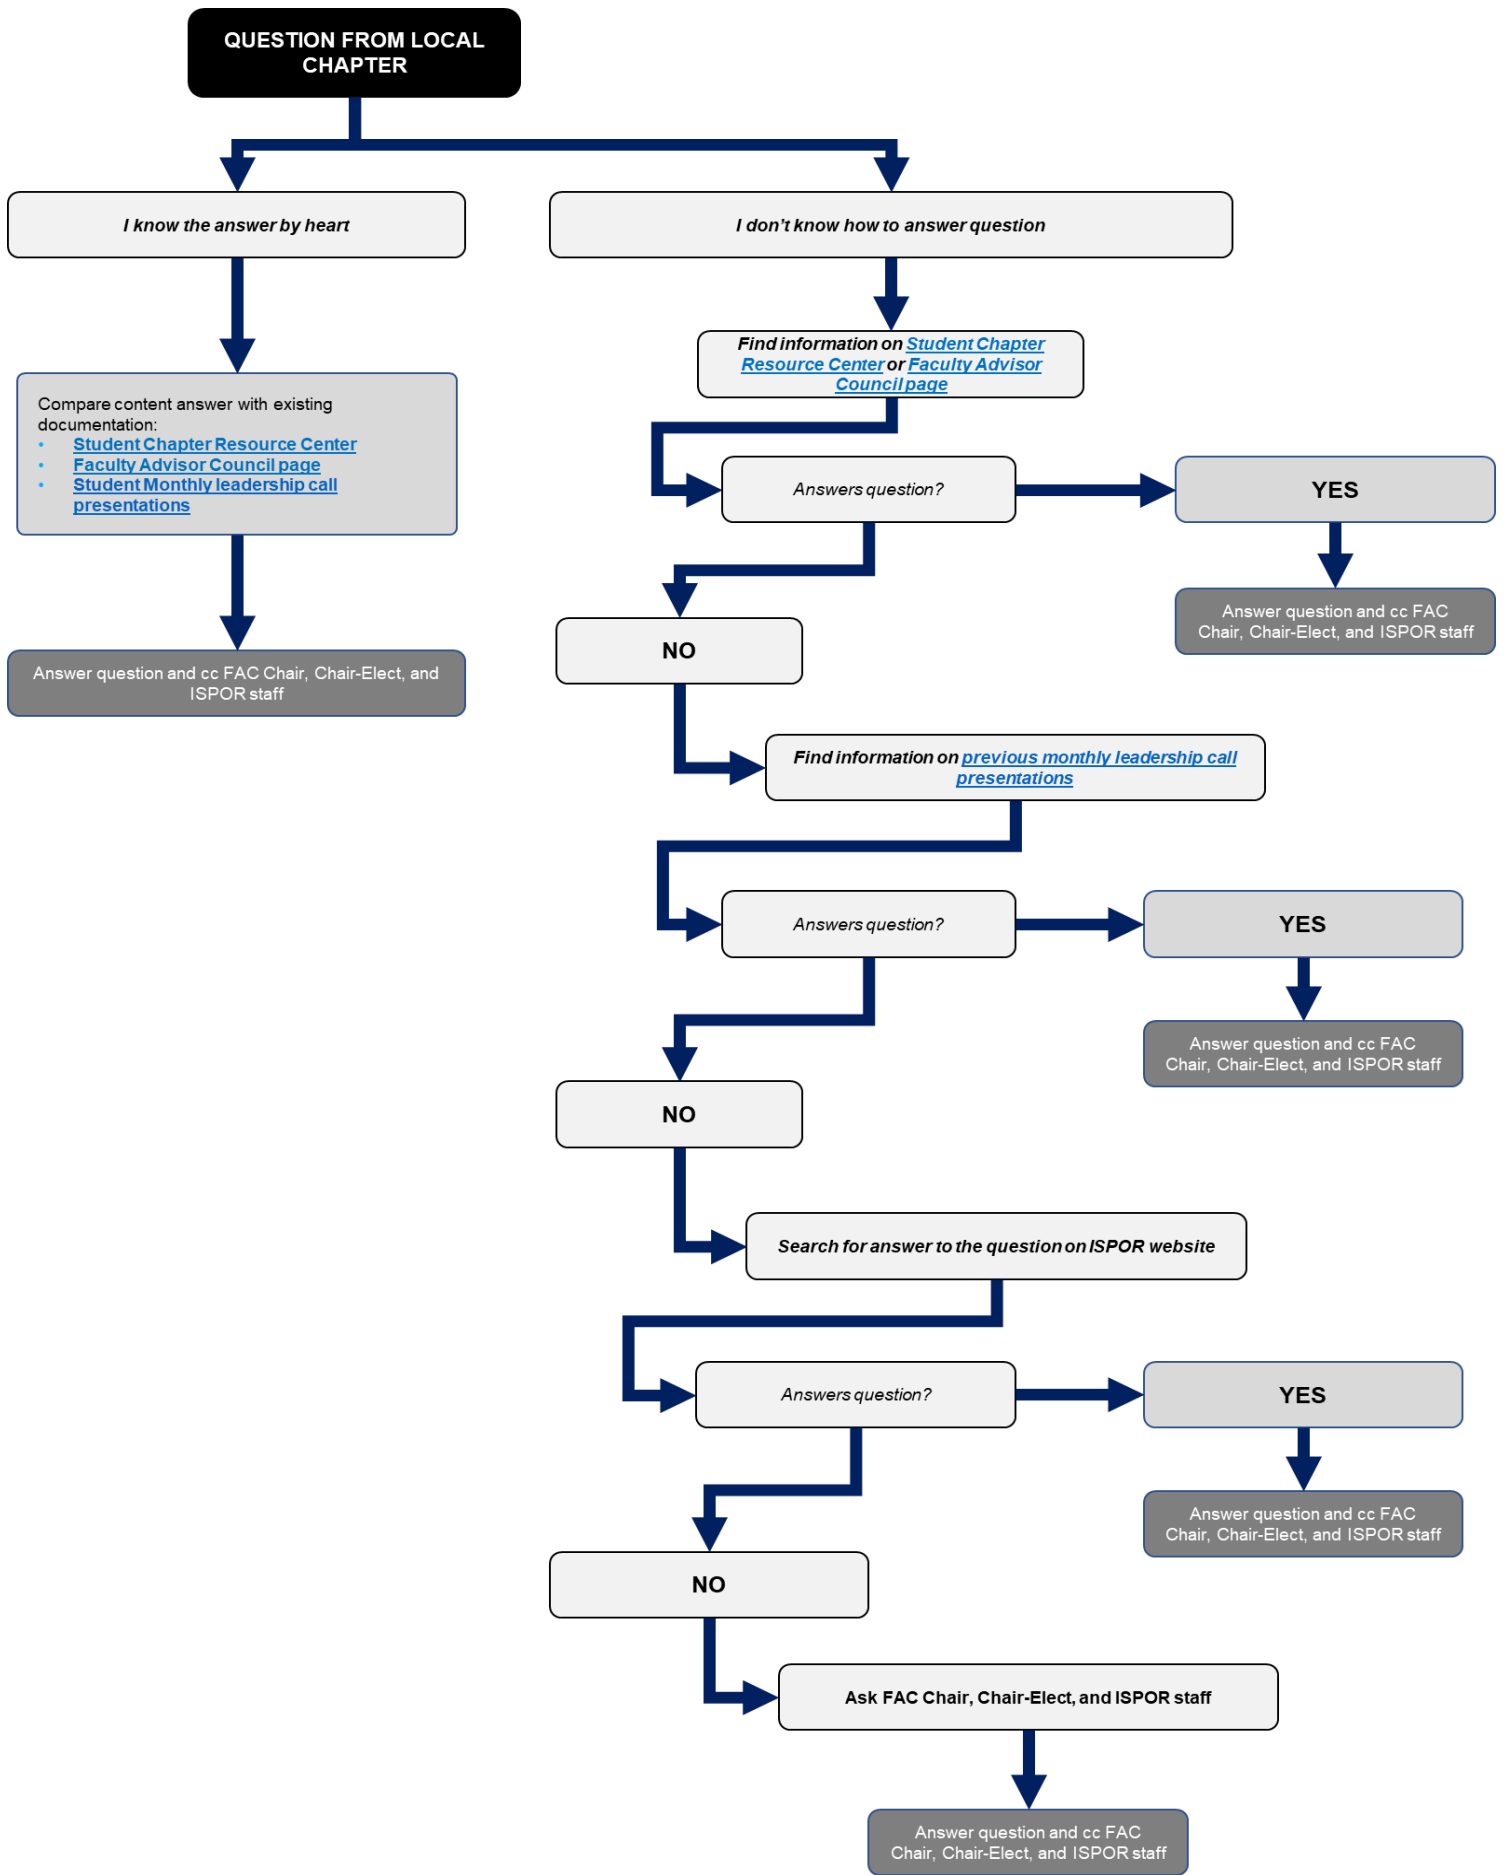 QUESTION FROM LOCAL
CHAPTER
I know the answer by heart
I don’t know how to answer question
Find information on Student Chapter
Resource Center or Faculty Advisor
Council page
Compare content answer with existing
documentation:
• Student Chapter Resource Center
• Faculty Advisor Council page
• Student Monthly leadership call
presentations
Answers question?
YES
Answer question and cc FAC
Chair, Chair-Elect, and ISPOR staff
NO
Answer question and cc FAC Chair, Chair-Elect, and
ISPOR staff
Find information on previous monthly leadership call
presentations
Answers question?
YES
Answer question and cc FAC
Chair, Chair-Elect, and ISPOR staff
NO
Search for answer to the question on ISPOR website
Answers question?
YES
Answer question and cc FAC
Chair, Chair-Elect, and ISPOR staff
NO
Ask FAC Chair, Chair-Elect, and ISPOR staff
Answer question and cc FAC
Chair, Chair-Elect, and ISPOR staff